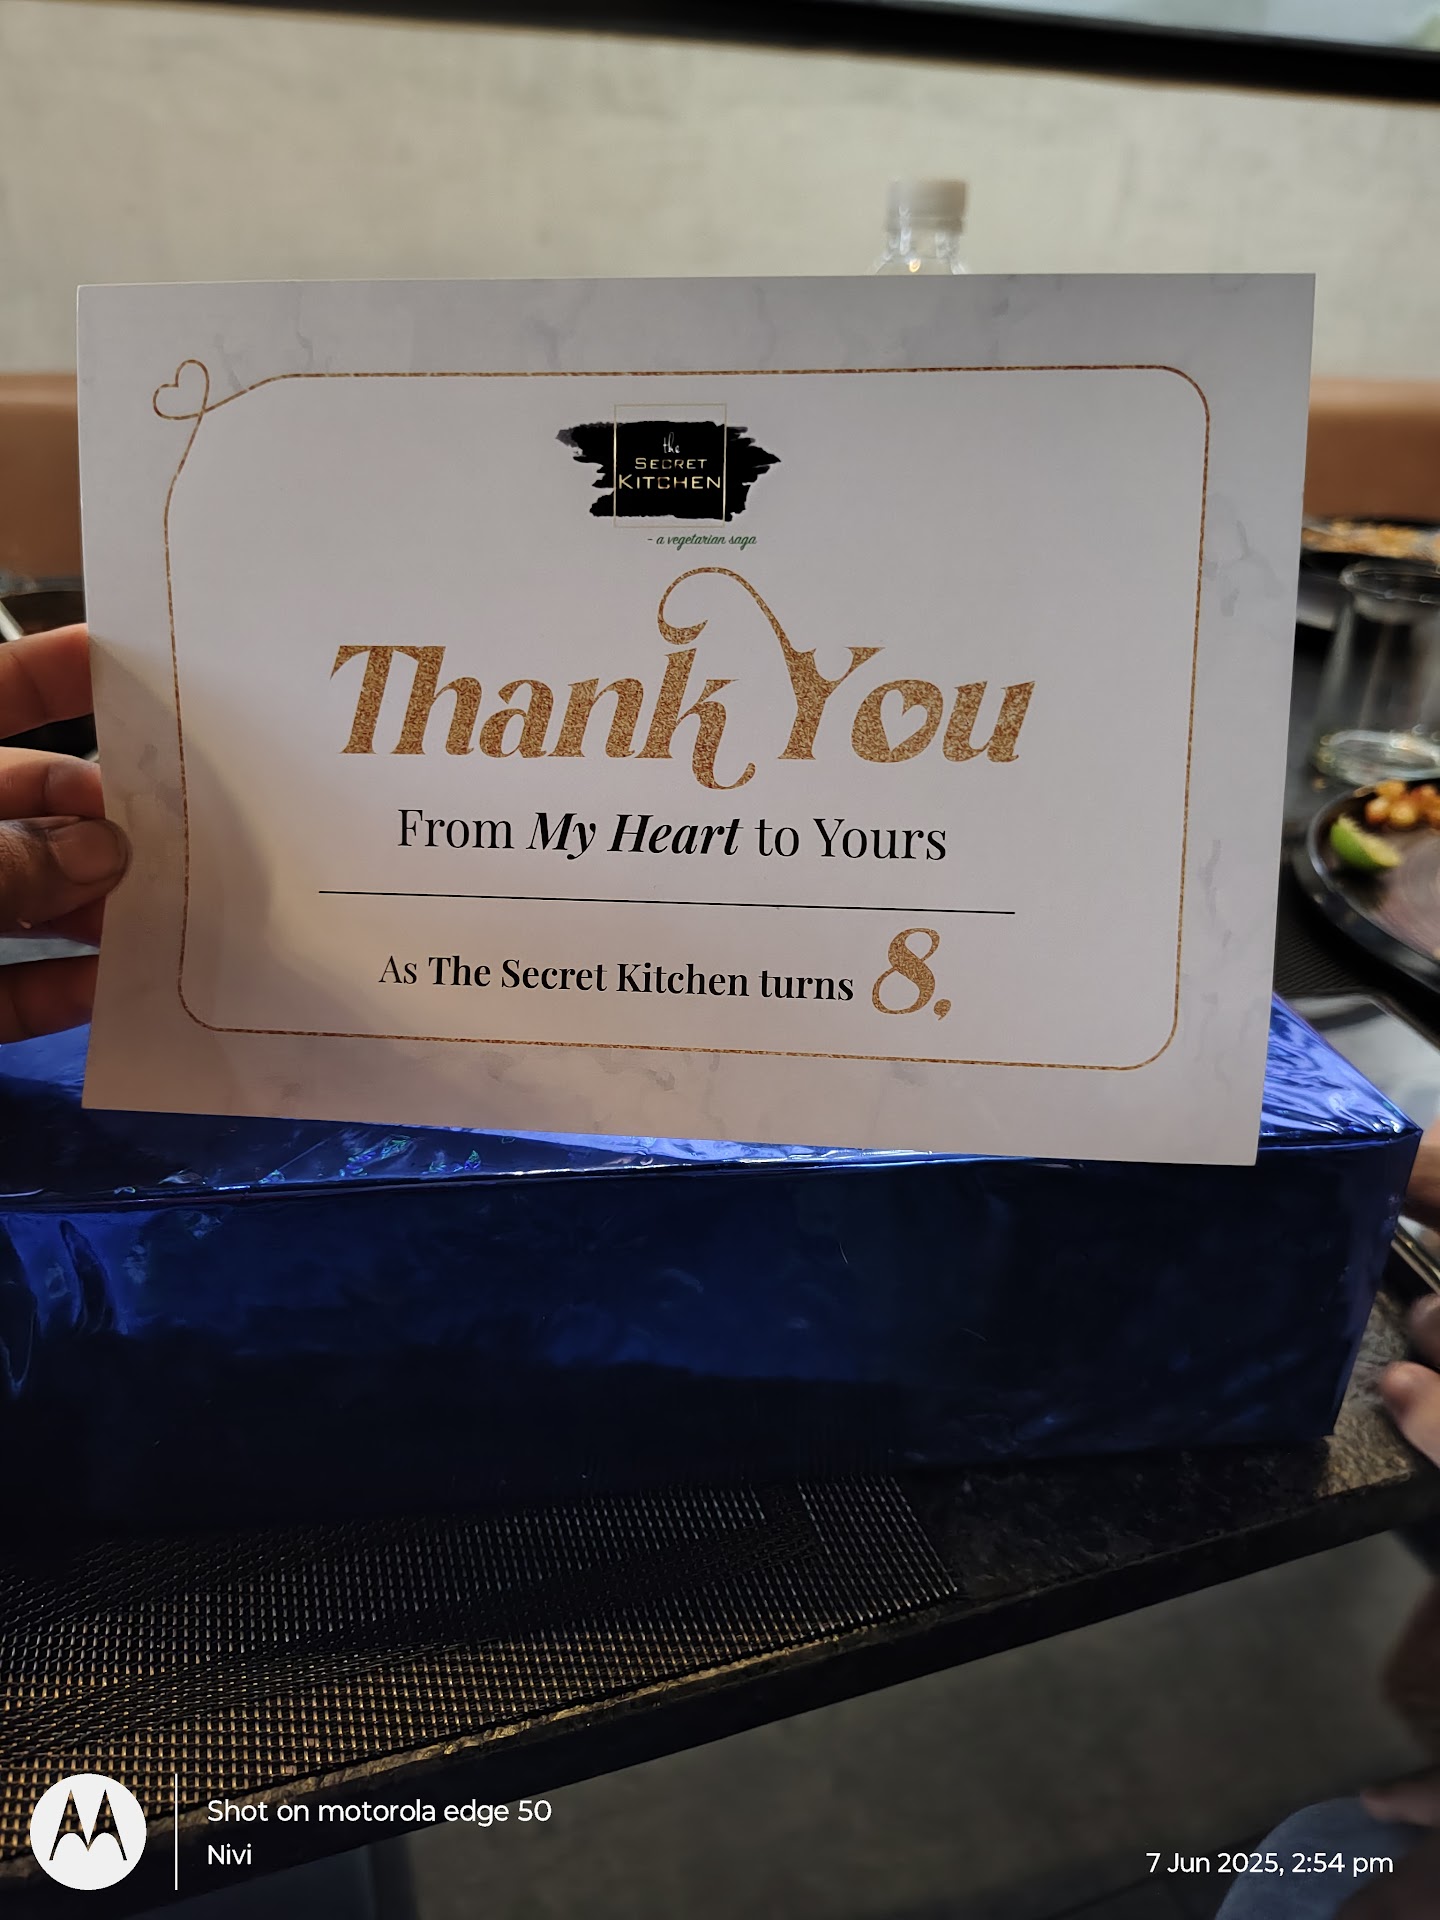 the
SECRET
KITCHEN
- a vegetarian saga
Thank You
From My Heart to Yours
As The Secret Kitchen turns 8,
Shot on motorola edge 50
Nivi
7 Jun 2025, 2:54 pm